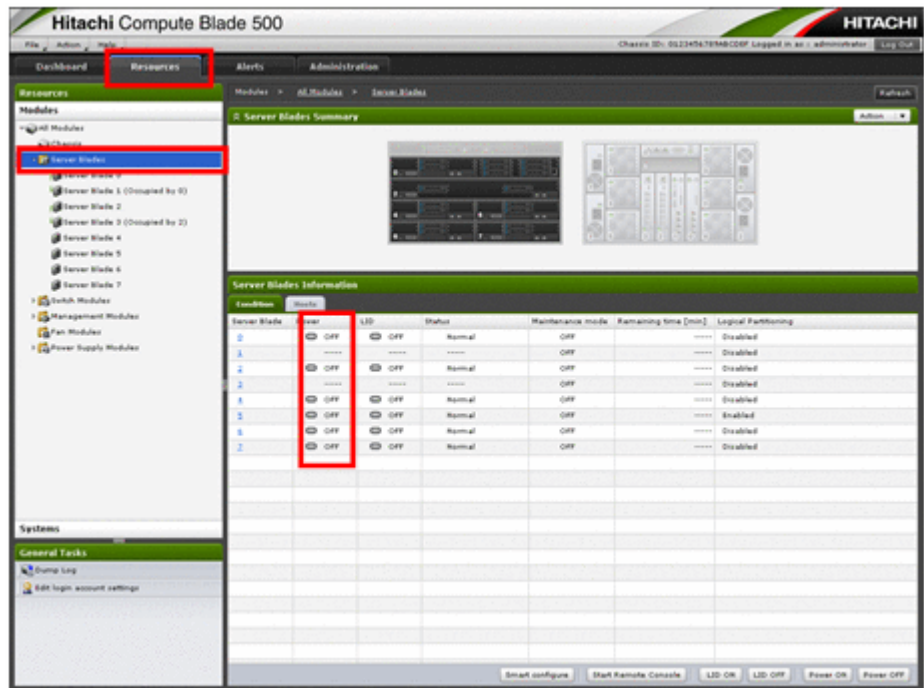 Hitachi Compute Blade 500
HITACHI
File Action Help
Chassis ID: 0123456789ABCDEF Logged in as : administrator Log Out
Dashboard Resources Alerts Administration
Resources
Modules > All Modules > Server Blades Refresh
Modules
Server Blades Summary Action
All Modules
Chassis
Server Blades
Server Blade 0
Server Blade 1 (Occupied by 0)
Server Blade 2
Server Blade 3 (Occupied by 2)
Server Blade 4
Server Blade 5
Server Blade 6
Server Blade 7
Switch Modules
Management Modules
Fan Modules
Power Supply Modules
Server Blades Information
Condition Route
Server Blade Power LID Status Maintenance mode Remaining time [min] Logical Partitioning
0 OFF OFF Normal OFF ----- Disabled
1 ----- ----- ----- OFF ----- Disabled
2 OFF OFF Normal OFF ----- Disabled
3 ----- ----- ----- OFF ----- Disabled
4 OFF OFF Normal OFF ----- Disabled
5 OFF OFF Normal OFF ----- Enabled
6 OFF OFF Normal OFF ----- Disabled
7 OFF OFF Normal OFF ----- Disabled
Systems
General Tasks
Dump Log
Edit login account settings
Smart configure Start Remote Console LID ON LID OFF Power ON Power OFF